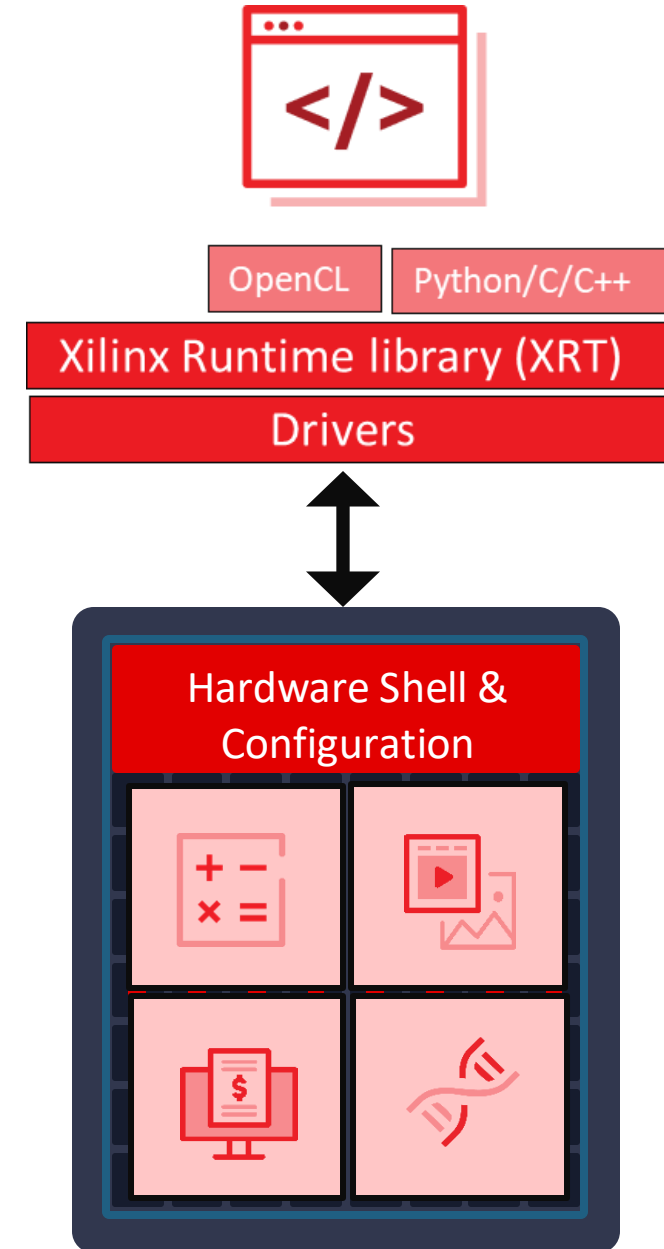 </>
OpenCL
Python/C/C++
Xilinx Runtime library (XRT)
Drivers
Hardware Shell &
Configuration
+ −
× =
$